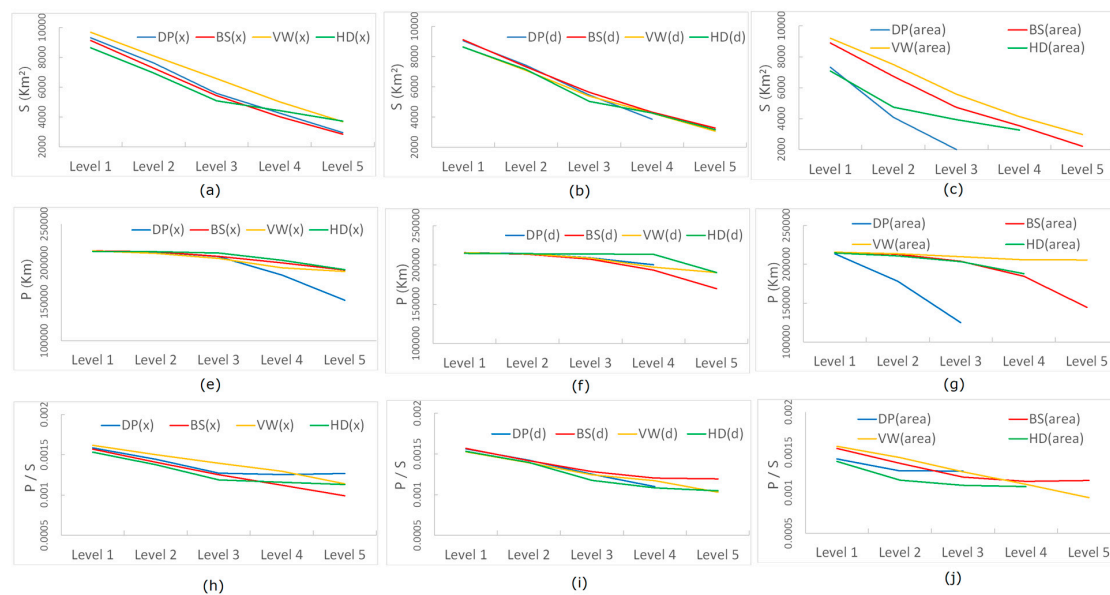 10000
8000
6000
4000
2000
S (Km²)
DP(x) BS(x) VW(x) HD(x)
Level 1 Level 2 Level 3 Level 4 Level 5
(a)
10000
8000
6000
4000
2000
S (Km²)
DP(d) BS(d) VW(d) HD(d)
Level 1 Level 2 Level 3 Level 4 Level 5
(b)
10000
8000
6000
4000
2000
S (Km²)
DP(area) BS(area)
VW(area) HD(area)
Level 1 Level 2 Level 3 Level 4 Level 5
(c)
250000
200000
150000
100000
P (Km)
DP(x) BS(x) VW(x) HD(x)
Level 1 Level 2 Level 3 Level 4 Level 5
(e)
250000
200000
150000
100000
P (Km)
DP(d) BS(d) VW(d) HD(d)
Level 1 Level 2 Level 3 Level 4 Level 5
(f)
250000
200000
150000
100000
P (Km)
DP(area) BS(area)
VW(area) HD(area)
Level 1 Level 2 Level 3 Level 4 Level 5
(g)
0.002
0.0015
0.001
0.0005
P / S
DP(x) BS(x) VW(x) HD(x)
Level 1 Level 2 Level 3 Level 4 Level 5
(h)
0.002
0.0015
0.001
0.0005
P / S
DP(d) BS(d) VW(d) HD(d)
Level 1 Level 2 Level 3 Level 4 Level 5
(i)
0.002
0.0015
0.001
0.0005
P / S
DP(area) BS(area)
VW(area) HD(area)
Level 1 Level 2 Level 3 Level 4 Level 5
(j)